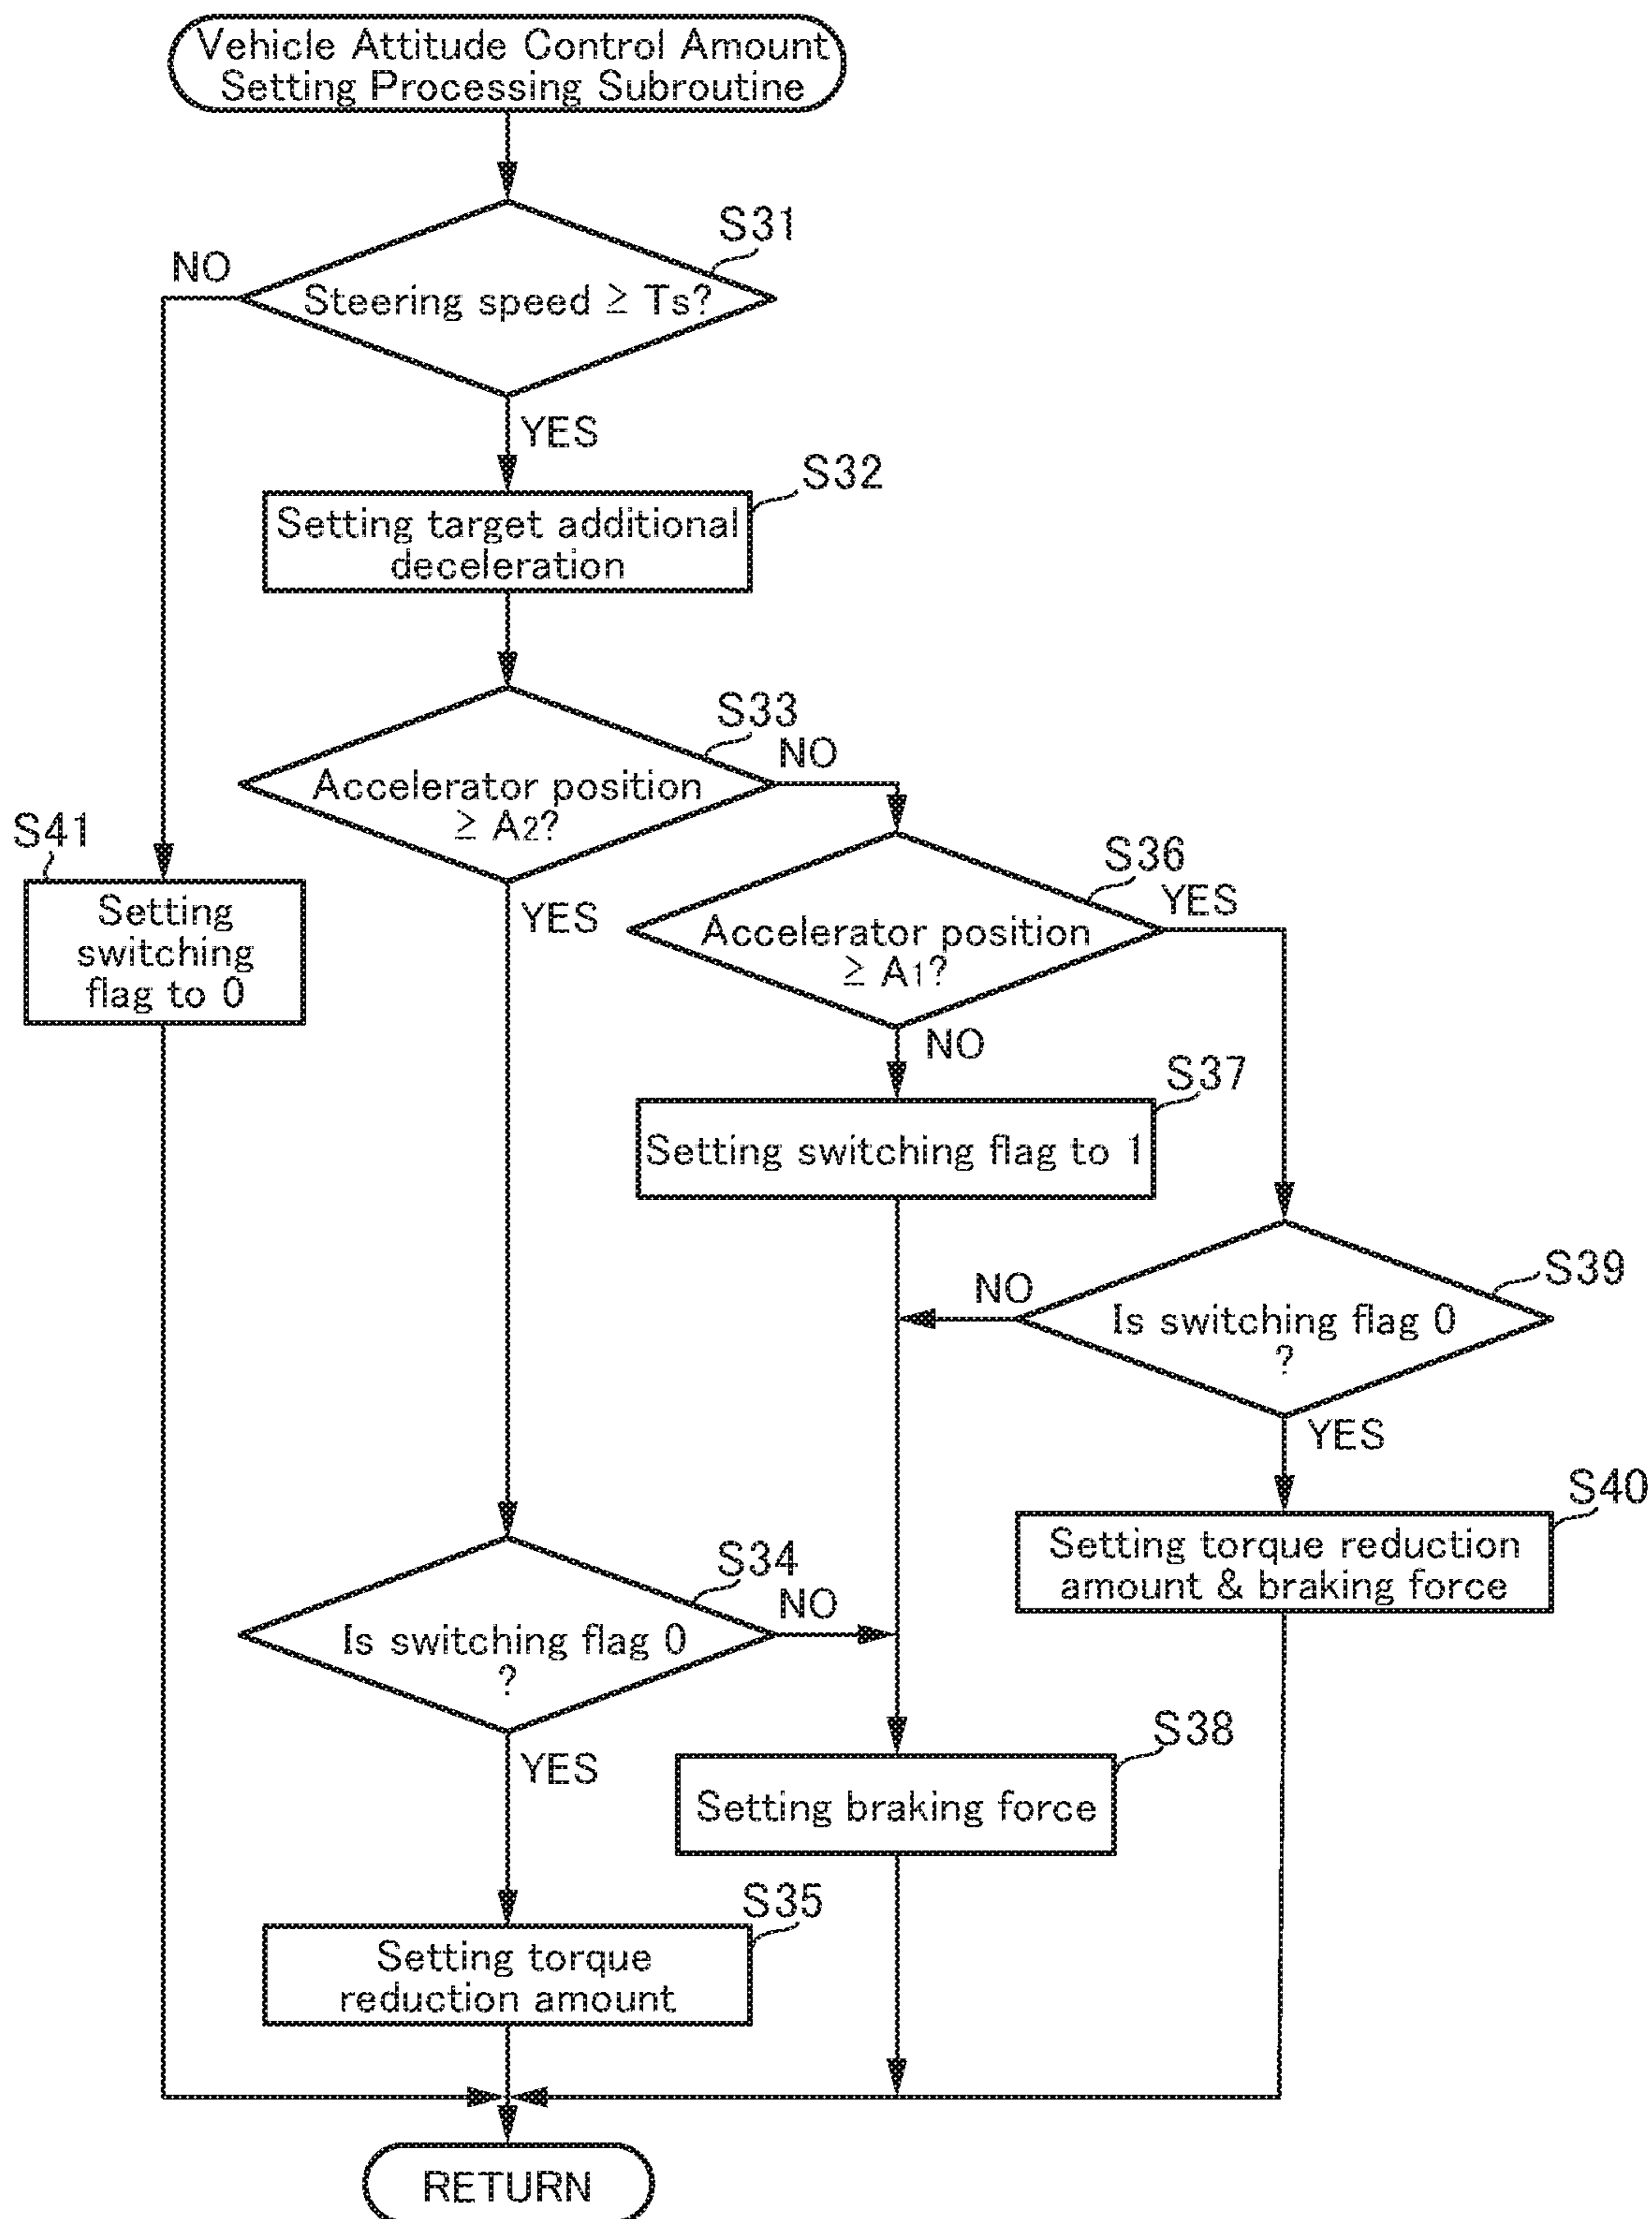 Vehicle Attitude Control Amount
Setting Processing Subroutine
S31
NO
Steering speed ≥ Ts?
YES
S32
Setting target additional
deceleration
S33
NO
Accelerator position
≥ A2?
YES
S41
Setting
switching
flag to 0
S36
YES
Accelerator position
≥ A1?
NO
S37
Setting switching flag to 1
S39
NO
Is switching flag 0
?
YES
S40
Setting torque reduction
amount & braking force
S34
NO
Is switching flag 0
?
YES
S38
Setting braking force
S35
Setting torque
reduction amount
RETURN